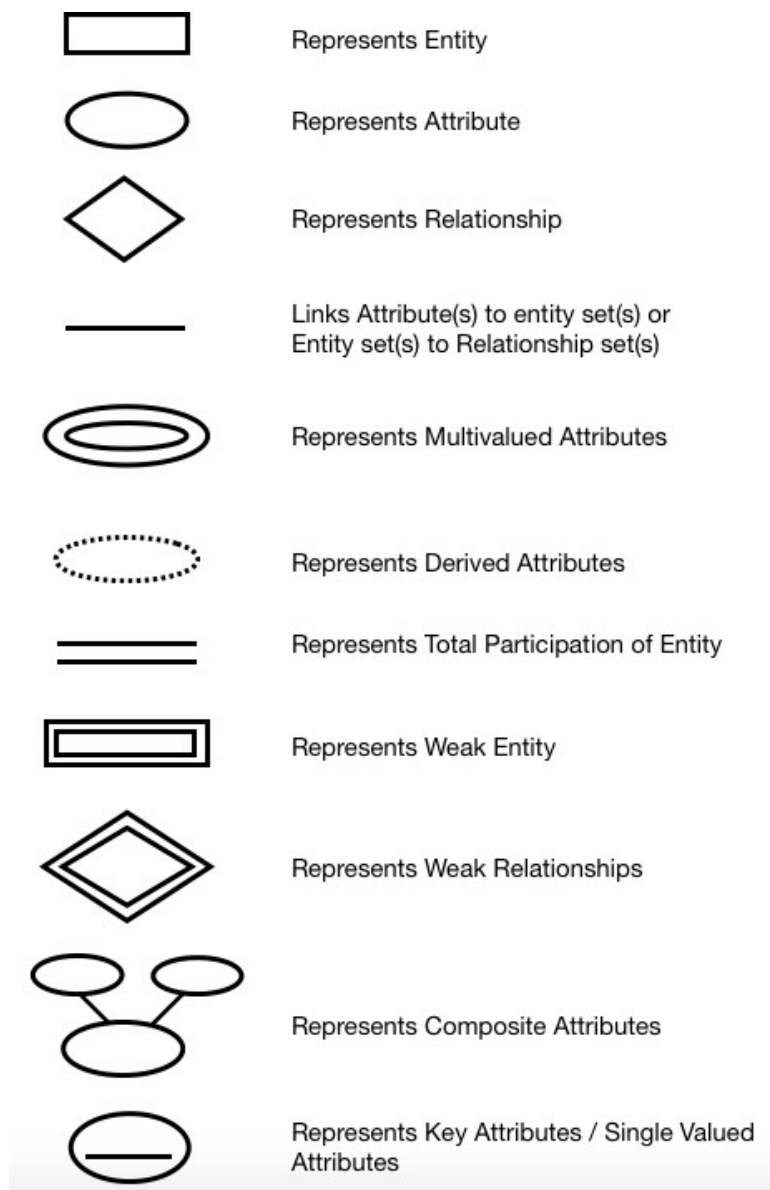 Represents Entity
Represents Attribute
Represents Relationship
Links Attribute(s) to entity set(s) or
Entity set(s) to Relationship set(s)
Represents Multivalued Attributes
Represents Derived Attributes
Represents Total Participation of Entity
Represents Weak Entity
Represents Weak Relationships
Represents Composite Attributes
Represents Key Attributes / Single Valued
Attributes